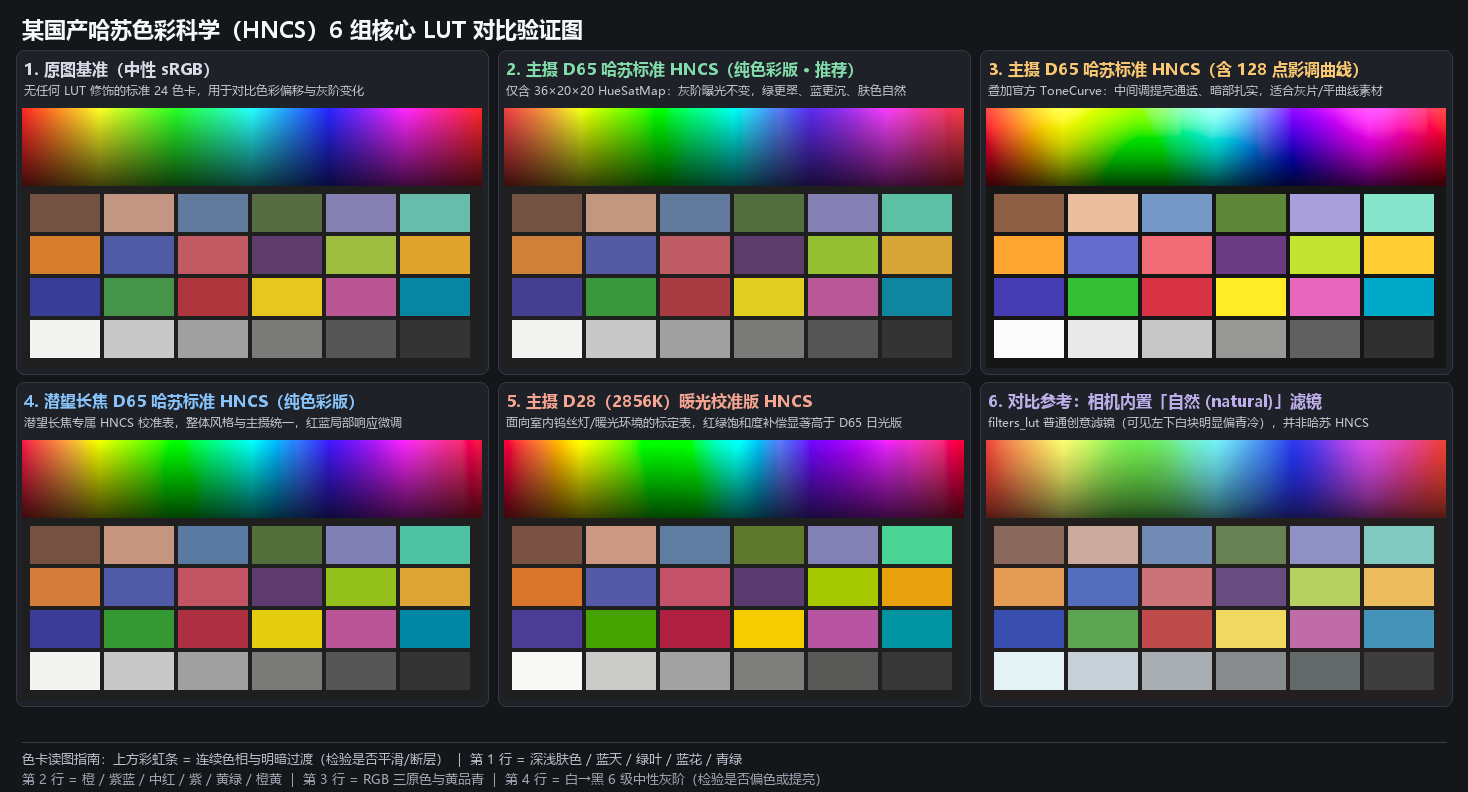 某国产哈苏色彩科学（HNCS）6 组核心 LUT 对比验证图
1. 原图基准（中性 sRGB）
无任何 LUT 修饰的标准 24 色卡，用于对比色彩偏移与灰阶变化
2. 主摄 D65 哈苏标准 HNCS（纯色彩版 • 推荐）
仅含 36×20×20 HueSatMap：灰阶曝光不变，绿更翠、蓝更沉、肤色自然
3. 主摄 D65 哈苏标准 HNCS（含 128 点影调曲线）
叠加官方 ToneCurve：中间调提亮通透、暗部扎实，适合灰片/平曲线素材
4. 潜望长焦 D65 哈苏标准 HNCS（纯色彩版）
潜望长焦专属 HNCS 校准表，整体风格与主摄统一，红蓝局部响应微调
5. 主摄 D28（2856K）暖光校准版 HNCS
面向室内钨丝灯/暖光环境的标定表，红绿饱和度补偿显著高于 D65 日光版
6. 对比参考：相机内置「自然 (natural)」滤镜
filters_lut 普通创意滤镜（可见左下白块明显偏青冷），并非哈苏 HNCS
色卡读图指南：上方彩虹条 = 连续色相与明暗过渡（检验是否平滑/断层） | 第 1 行 = 深浅肤色 / 蓝天 / 绿叶 / 蓝花 / 青绿
第 2 行 = 橙 / 紫蓝 / 中红 / 紫 / 黄绿 / 橙黄 | 第 3 行 = RGB 三原色与黄品青 | 第 4 行 = 白→黑 6 级中性灰阶（检验是否偏色或提亮）